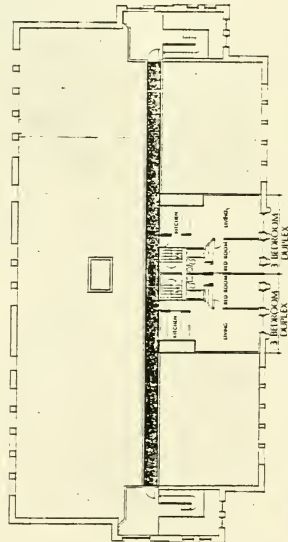 KITCHEN
LIVING
BED ROOM
BED ROOM
KITCHEN
LIVING
3 BEDROOM
DUPLEX
3 BEDROOM
DUPLEX